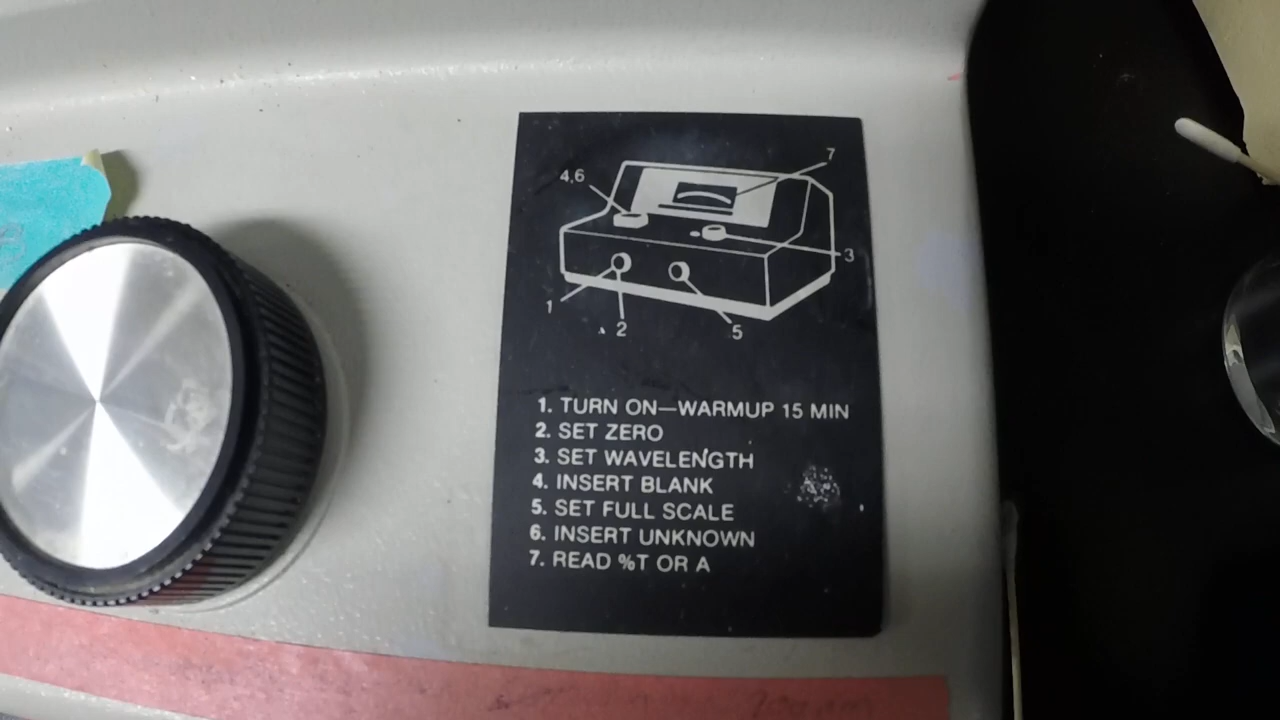 7
4,6
3
1
2
5
1. TURN ON—WARMUP 15 MIN
2. SET ZERO
3. SET WAVELENGTH
4. INSERT BLANK
5. SET FULL SCALE
6. INSERT UNKNOWN
7. READ %T OR A